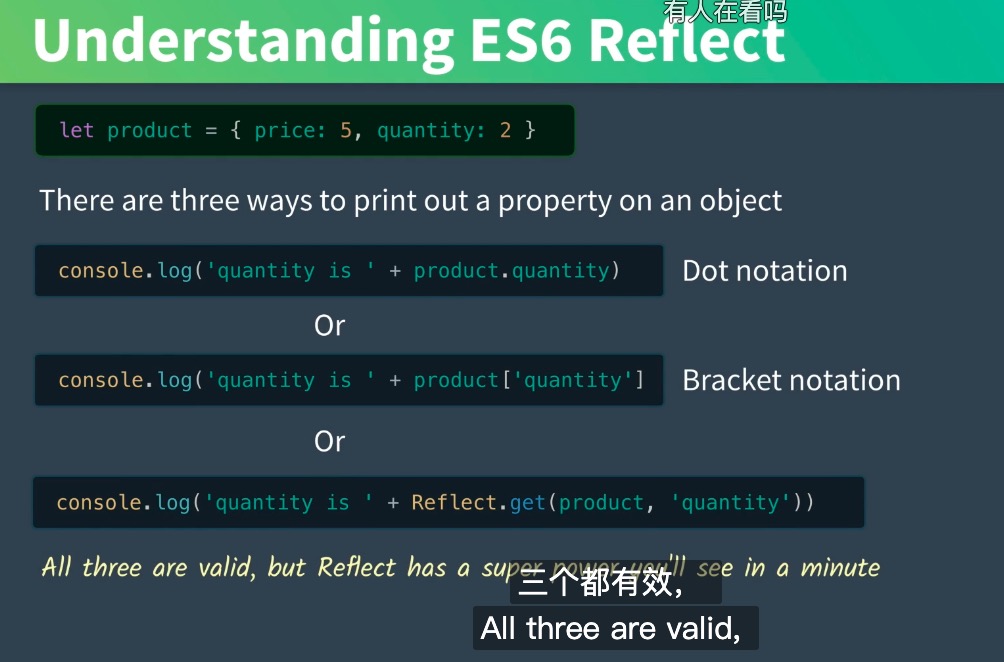 有人在看吗
Understanding ES6 Reflect
let product = { price: 5, quantity: 2 }
There are three ways to print out a property on an object
console.log('quantity is ' + product.quantity)
Dot notation
Or
console.log('quantity is ' + product['quantity']
Bracket notation
Or
console.log('quantity is ' + Reflect.get(product, 'quantity'))
All three are valid, but Reflect has a super power you'll see in a minute
三个都有效，
All three are valid,